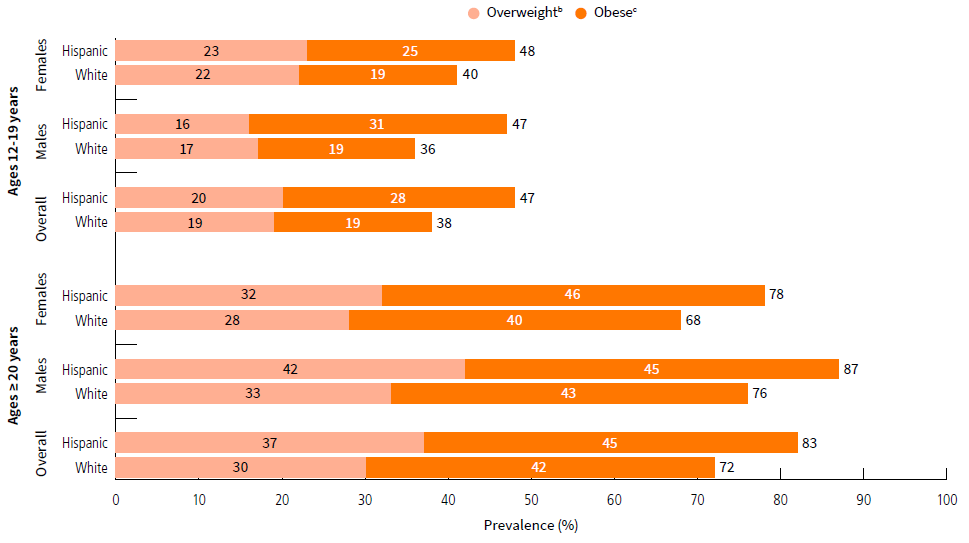 Overweightᵇ Obeseᶜ
Ages 12-19 years
Females
Hispanic 23 25 48
White 22 19 40
Males
Hispanic 16 31 47
White 17 19 36
Overall
Hispanic 20 28 47
White 19 19 38
Ages ≥ 20 years
Females
Hispanic 32 46 78
White 28 40 68
Males
Hispanic 42 45 87
White 33 43 76
Overall
Hispanic 37 45 83
White 30 42 72
0 10 20 30 40 50 60 70 80 90 100
Prevalence (%)